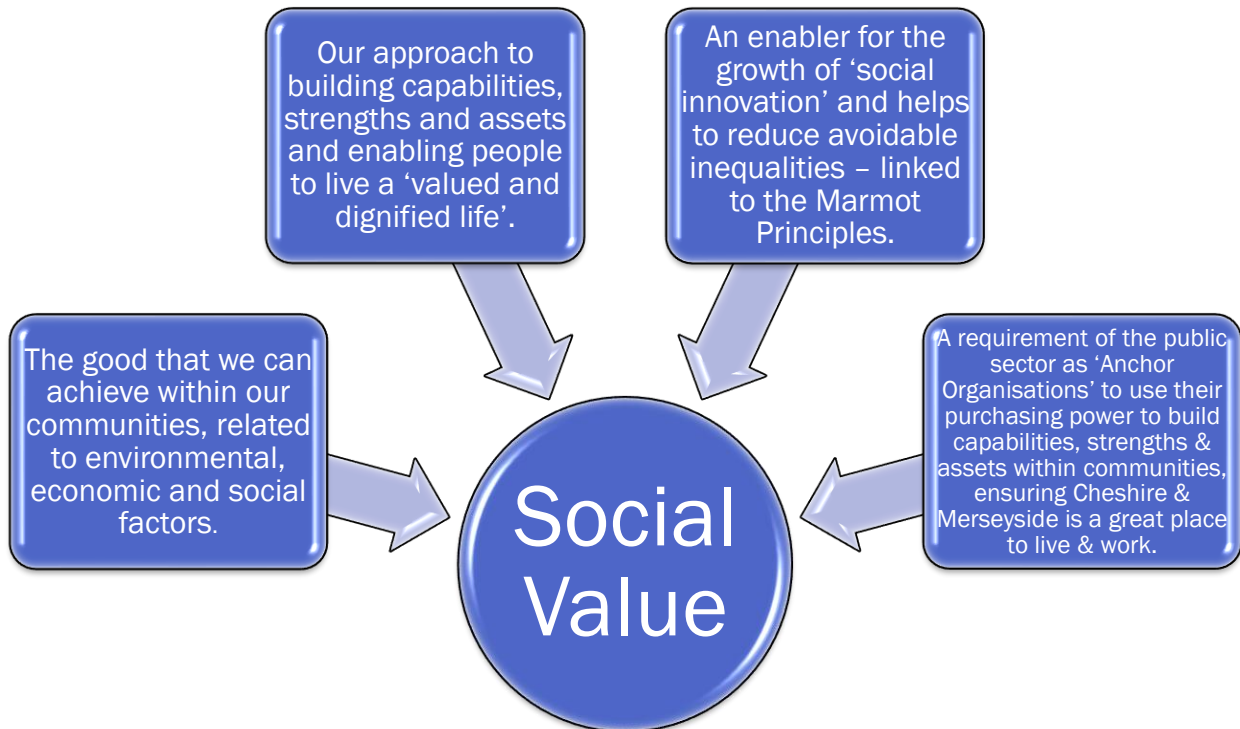 Our approach to
building capabilities,
strengths and assets
and enabling people
to live a ‘valued and
dignified life’.
An enabler for the
growth of ‘social
innovation’ and helps
to reduce avoidable
inequalities – linked
to the Marmot
Principles.
The good that we can
achieve within our
communities, related
to environmental,
economic and social
factors.
A requirement of the public
sector as ‘Anchor
Organisations’ to use their
purchasing power to build
capabilities, strengths &
assets within communities,
ensuring Cheshire &
Merseyside is a great place
to live & work.
Social
Value